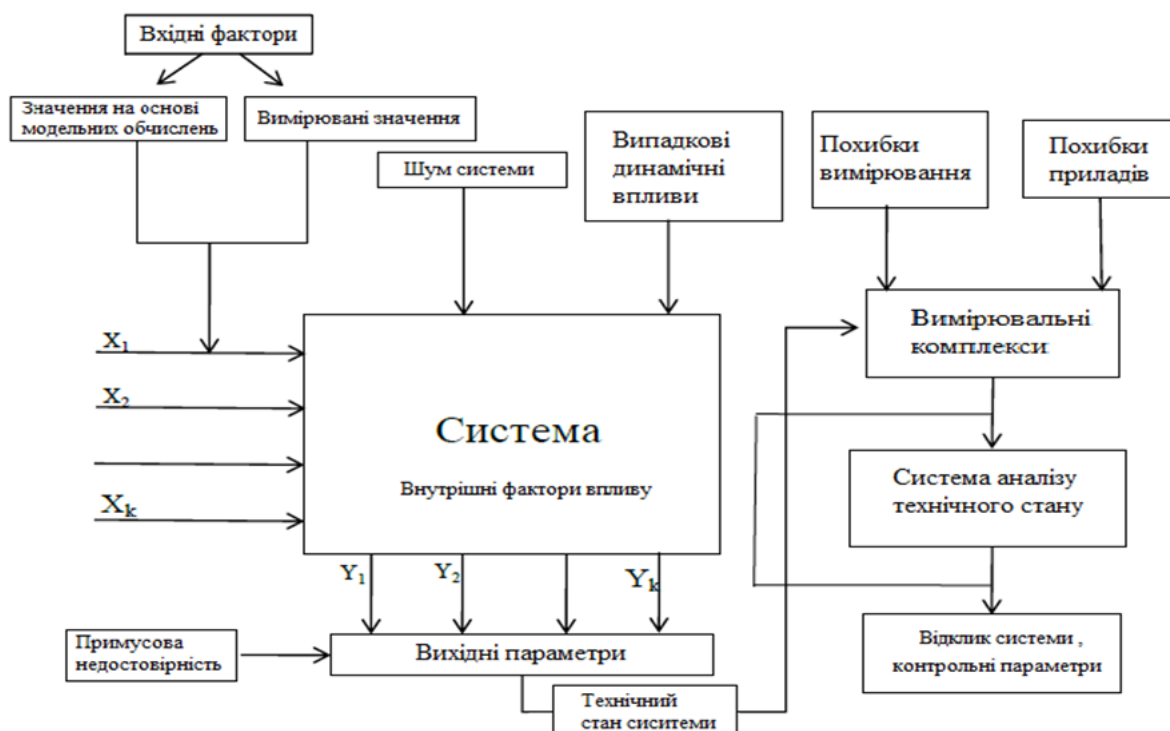 Вхідні фактори
Значення на основі
модельних обчислень
Вимірювані значення
Шум системи
Випадкові
динамічні
впливи
Похибки
вимірювання
Похибки
приладів
X₁
X₂
Xk
Система
Внутрішні фактори впливу
Вимірювальні
комплекси
Система аналізу
технічного стану
Y₁
Y₂
Yk
Примусова
недостовірність
Вихідні параметри
Відклик системи ,
контрольні параметри
Технічний
стан сиситеми